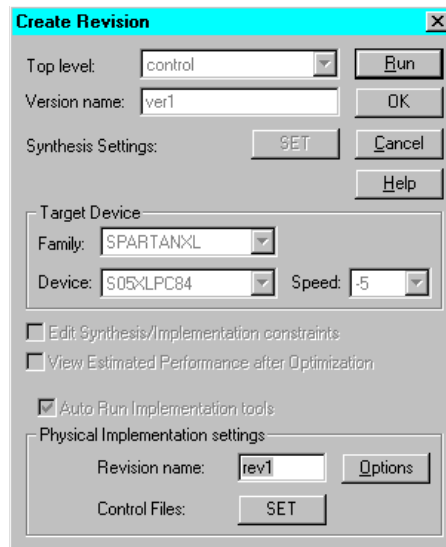 Create Revision
Top level: control Run
Version name: ver1 OK
Synthesis Settings: SET Cancel
Help
Target Device
Family: SPARTANXL
Device: S05XLPC84 Speed: -5
Edit Synthesis/Implementation constraints
View Estimated Performance after Optimization
Auto Run Implementation tools
Physical Implementation settings
Revision name: rev1 Options
Control Files: SET